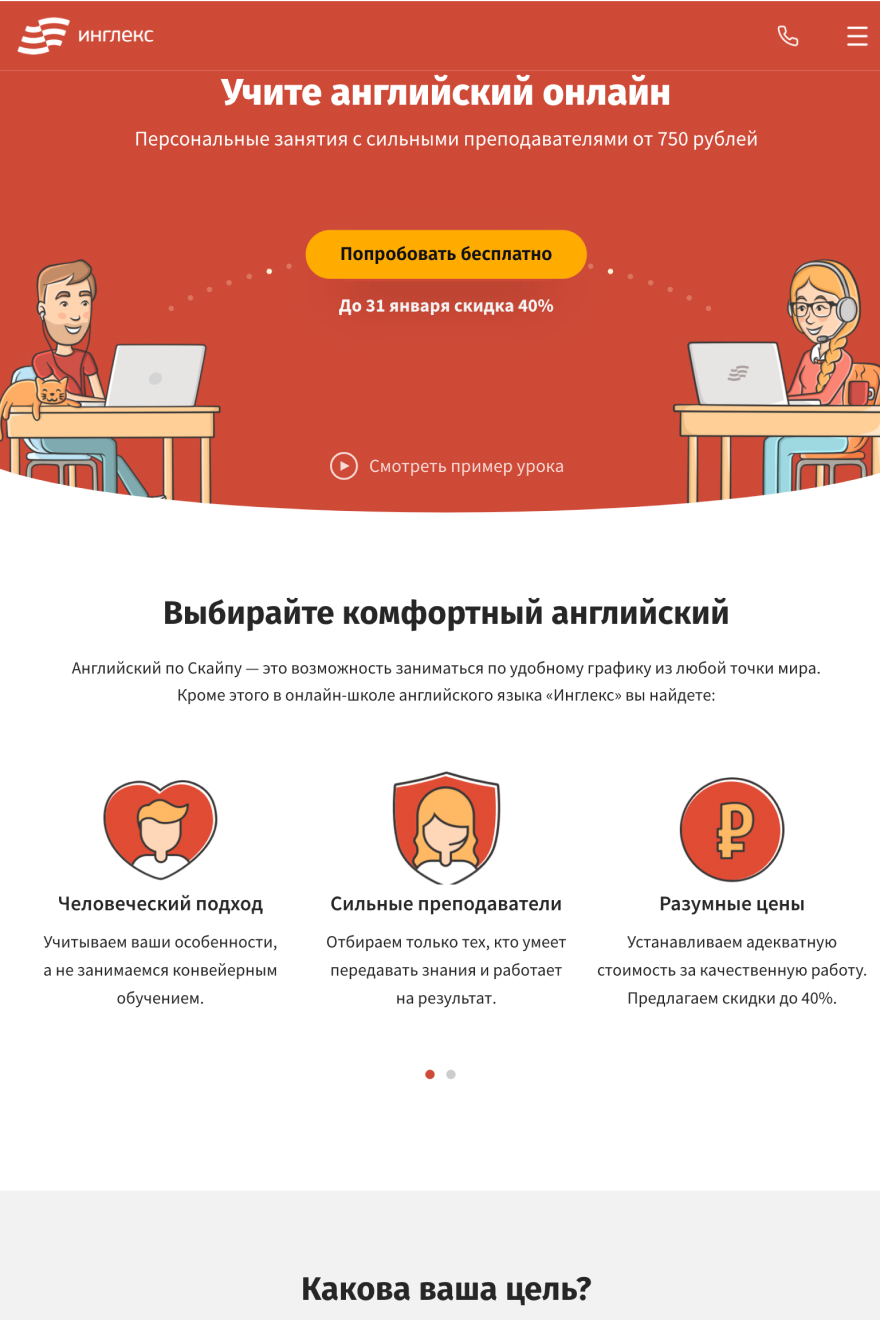 инглекс
Учите английский онлайн
Персональные занятия с сильными преподавателями от 750 рублей
Попробовать бесплатно
До 31 января скидка 40%
Смотреть пример урока
Выбирайте комфортный английский
Английский по Скайпу — это возможность заниматься по удобному графику из любой точки мира.
Кроме этого в онлайн-школе английского языка «Инглекс» вы найдете:
Человеческий подход
Учитываем ваши особенности,
а не занимаемся конвейерным
обучением.
Сильные преподаватели
Отбираем только тех, кто умеет
передавать знания и работает
на результат.
Разумные цены
Устанавливаем адекватную
стоимость за качественную работу.
Предлагаем скидки до 40%.
Какова ваша цель?